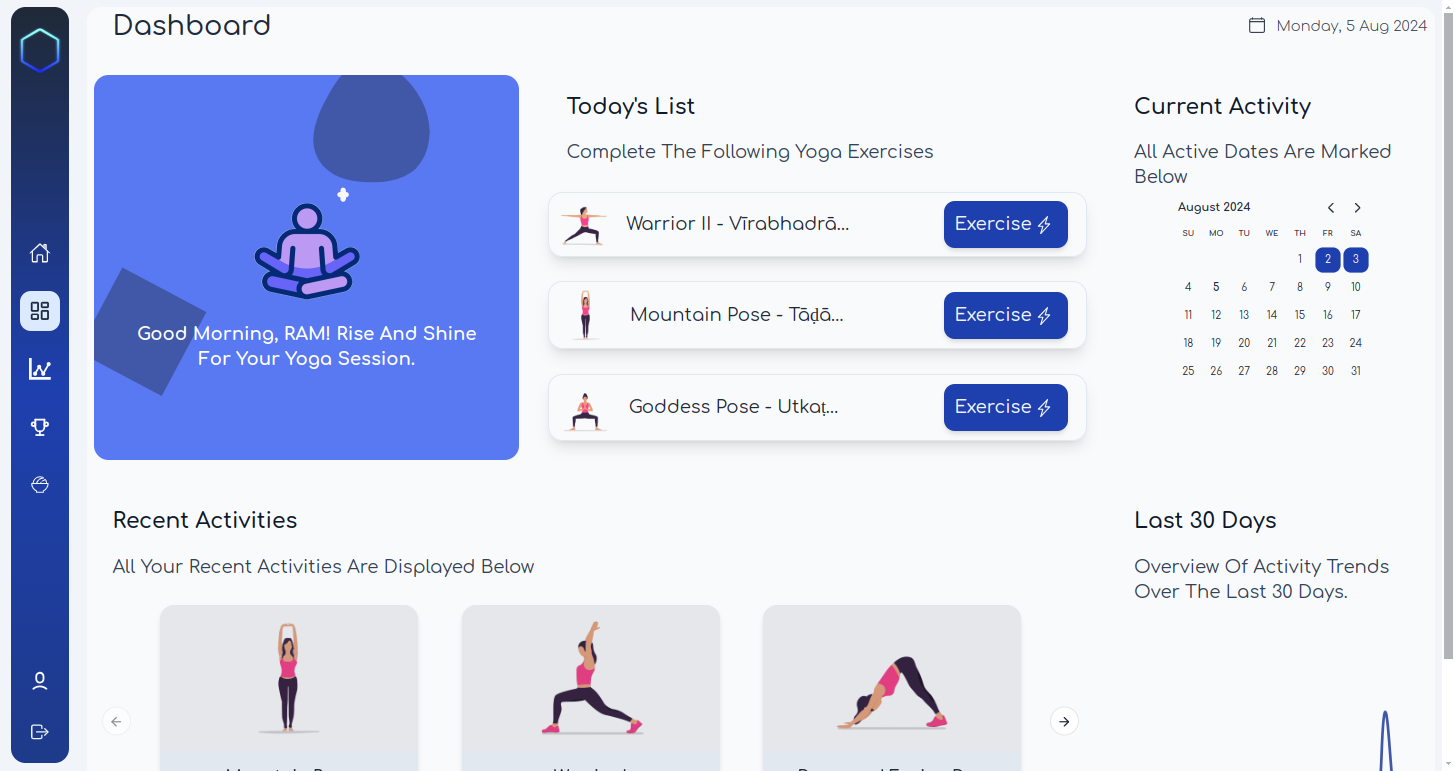 Dashboard
Monday, 5 Aug 2024
Good Morning, RAM! Rise And Shine
For Your Yoga Session.
Today's List
Complete The Following Yoga Exercises
Warrior II - Vīrabhadrā...
Exercise
Mountain Pose - Tāḍā...
Exercise
Goddess Pose - Utkaṭ...
Exercise
Current Activity
All Active Dates Are Marked
Below
August 2024
SU MO TU WE TH FR SA
1 2 3
4 5 6 7 8 9 10
11 12 13 14 15 16 17
18 19 20 21 22 23 24
25 26 27 28 29 30 31
Recent Activities
All Your Recent Activities Are Displayed Below
Last 30 Days
Overview Of Activity Trends
Over The Last 30 Days.